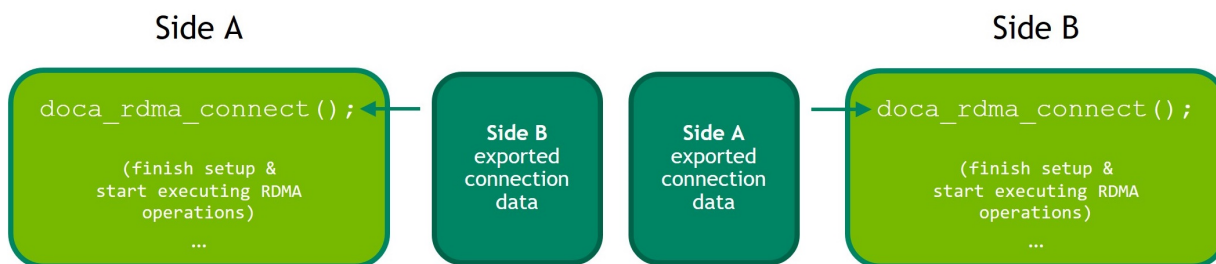 Side A
Side B
doca_rdma_connect();
(finish setup &
start executing RDMA
operations)
...
Side B
exported
connection
data
Side A
exported
connection
data
doca_rdma_connect();
(finish setup &
start executing RDMA
operations)
...